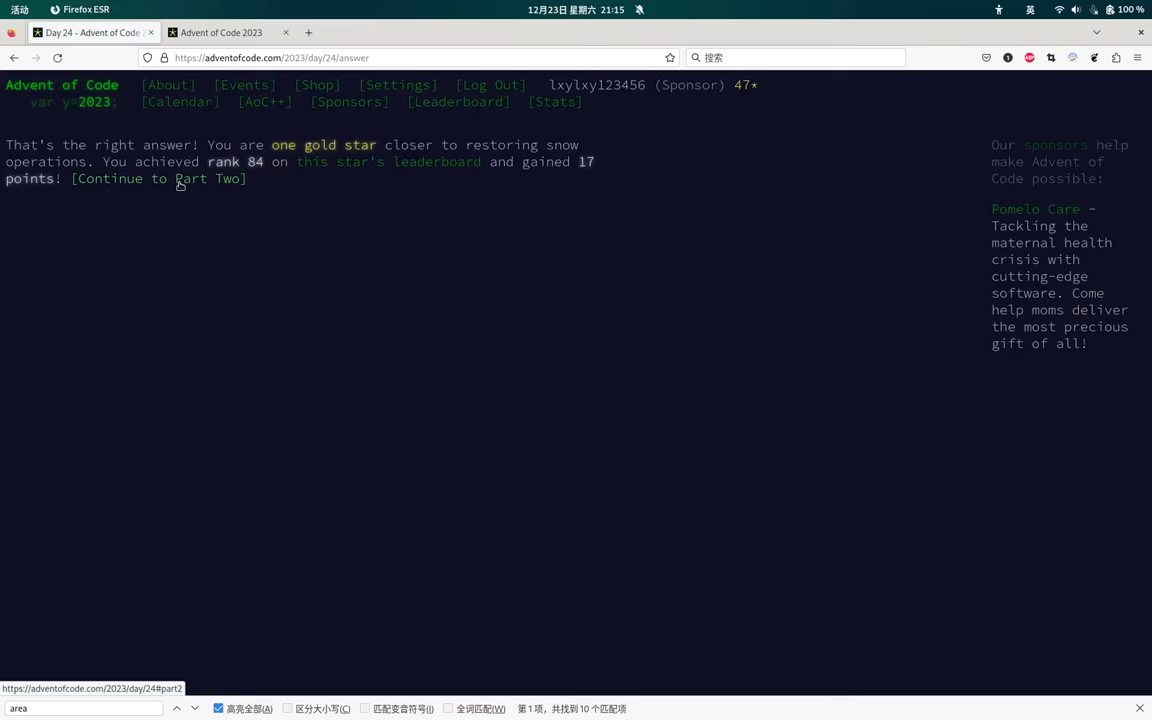 活动 Firefox ESR 12月23日 星期六 21:15 英 100 %
Day 24 - Advent of Code 2 Advent of Code 2023
https://adventofcode.com/2023/day/24/answer 搜索
Advent of Code [About] [Events] [Shop] [Settings] [Log Out] lxylxy123456 (Sponsor) 47*
var y=2023; [Calendar] [AoC++] [Sponsors] [Leaderboard] [Stats]
That's the right answer! You are one gold star closer to restoring snow
operations. You achieved rank 84 on this star's leaderboard and gained 17
points! [Continue to Part Two]
Our sponsors help
make Advent of
Code possible:
Pomelo Care -
Tackling the
maternal health
crisis with
cutting-edge
software. Come
help moms deliver
the most precious
gift of all!
https://adventofcode.com/2023/day/24#part2
area 高亮全部(A) 区分大小写(C) 匹配变音符号(I) 全词匹配(W) 第 1 项，共找到 10 个匹配项